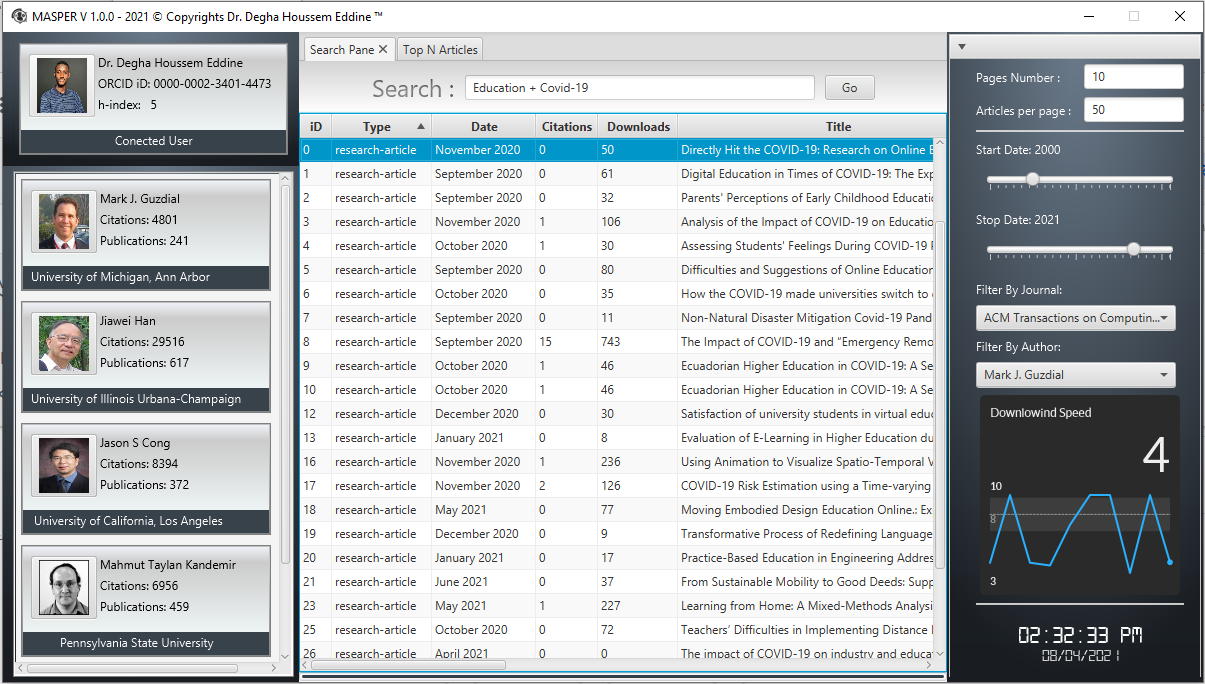 MASPER V 1.0.0 - 2021 © Copyrights Dr. Degha Houssem Eddine ™
Dr. Degha Houssem Eddine
ORCID iD: 0000-0002-3401-4473
h-index: 5
Conected User
Mark J. Guzdial
Citations: 4801
Publications: 241
University of Michigan, Ann Arbor
Jiawei Han
Citations: 29516
Publications: 617
University of Illinois Urbana-Champaign
Jason S Cong
Citations: 8394
Publications: 372
University of California, Los Angeles
Mahmut Taylan Kandemir
Citations: 6956
Publications: 459
Pennsylvania State University
Search Pane Top N Articles
Search : Education + Covid-19 Go
iD Type Date Citations Downloads Title
0 research-article November 2020 0 50 Directly Hit the COVID-19: Research on Online E
1 research-article September 2020 0 61 Digital Education in Times of COVID-19: The Exp
2 research-article September 2020 0 32 Parents' Perceptions of Early Childhood Educatio
3 research-article November 2020 1 106 Analysis of the Impact of COVID-19 on Education
4 research-article October 2020 1 30 Assessing Students' Feelings During COVID-19
5 research-article September 2020 0 80 Difficulties and Suggestions of Online Education
6 research-article October 2020 0 35 How the COVID-19 made universities switch to
7 research-article September 2020 0 11 Non-Natural Disaster Mitigation Covid-19 Pand
8 research-article September 2020 15 743 The Impact of COVID-19 and “Emergency Remo
9 research-article October 2020 1 46 Ecuadorian Higher Education in COVID-19: A Se
10 research-article October 2020 1 46 Ecuadorian Higher Education in COVID-19: A Se
12 research-article December 2020 0 30 Satisfaction of university students in virtual educ
13 research-article January 2021 0 8 Evaluation of E-Learning in Higher Education du
16 research-article November 2020 1 236 Using Animation to Visualize Spatio-Temporal V
17 research-article November 2020 2 126 COVID-19 Risk Estimation using a Time-varying
18 research-article May 2021 0 77 Moving Embodied Design Education Online.: Ex
19 research-article December 2020 0 9 Transformative Process of Redefining Language
20 research-article January 2021 0 17 Practice-Based Education in Engineering Addres
21 research-article June 2021 0 37 From Sustainable Mobility to Good Deeds: Supp
23 research-article May 2021 1 227 Learning from Home: A Mixed-Methods Analysi
25 research-article October 2020 0 72 Teachers’ Difficulties in Implementing Distance
26 research-article April 2021 0 0 The impact of COVID-19 on industry and educa
Pages Number : 10
Articles per page : 50
Start Date: 2000
Stop Date: 2021
Filter By Journal:
ACM Transactions on Computin...
Filter By Author:
Mark J. Guzdial
Downlowind Speed
4
10
8
3
02:32:33 PM
08/04/2021